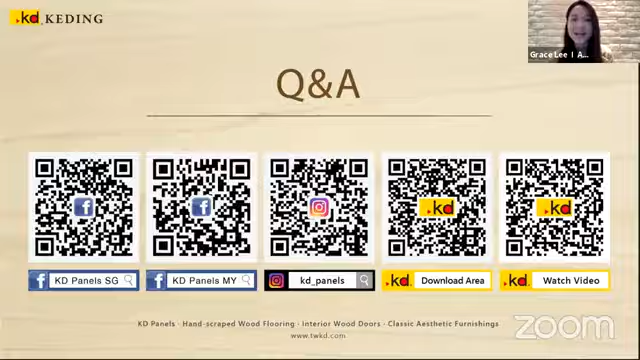 kd KEDING
Grace Lee | A...
Q&A
KD Panels SG
KD Panels MY
kd_panels
kd. Download Area
kd. Watch Video
KD Panels · Hand-scraped Wood Flooring · Interior Wood Doors · Classic Aesthetic Furnishings
www.twkd.com
zoom